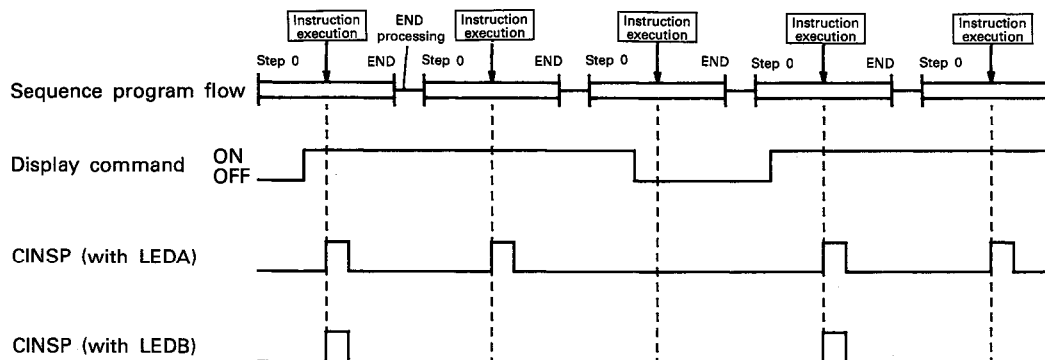 Instruction execution
END processing
Instruction execution
Instruction execution
Instruction execution
Instruction execution
Step 0 END Step 0 END Step 0 END Step 0 END Step 0
Sequence program flow
Display command ON
OFF
CINSP (with LEDA)
CINSP (with LEDB)